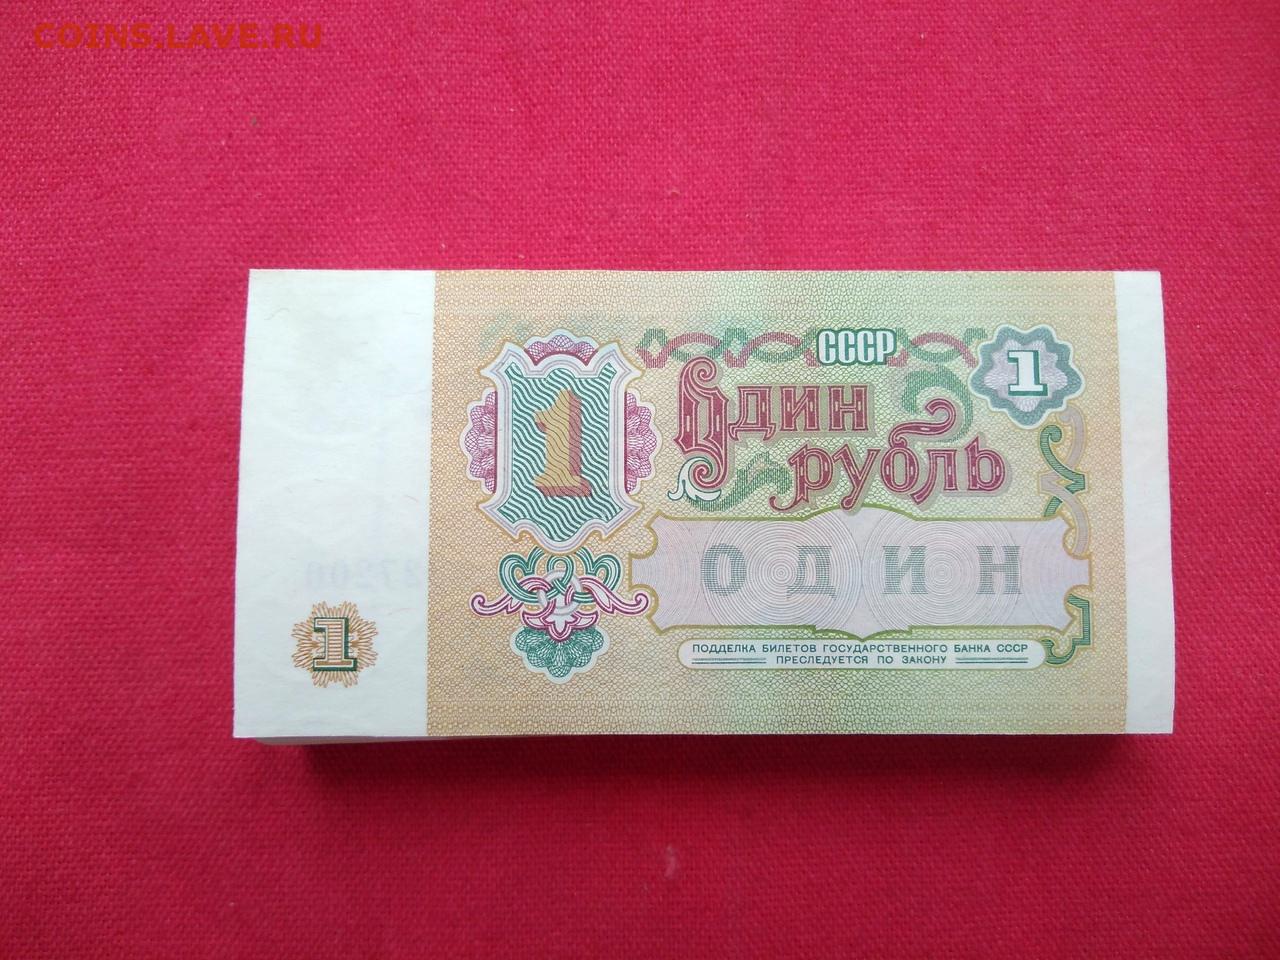 COINS.LAVE.RU
СССР
1
1
Один
рубль
ОДИН
1
ПОДДЕЛКА БИЛЕТОВ ГОСУДАРСТВЕННОГО БАНКА СССР
ПРЕСЛЕДУЕТСЯ ПО ЗАКОНУ